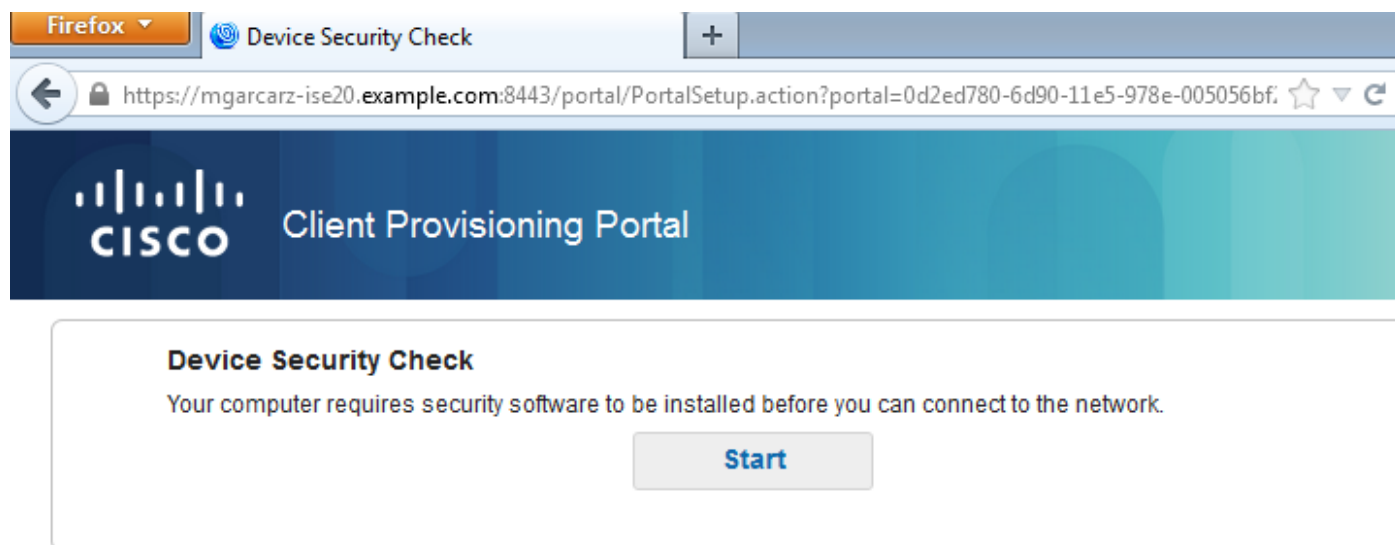 Firefox
Device Security Check
https://mgarcarz-ise20.example.com:8443/portal/PortalSetup.action?portal=0d2ed780-6d90-11e5-978e-005056bf
CISCO
Client Provisioning Portal
Device Security Check
Your computer requires security software to be installed before you can connect to the network.
Start